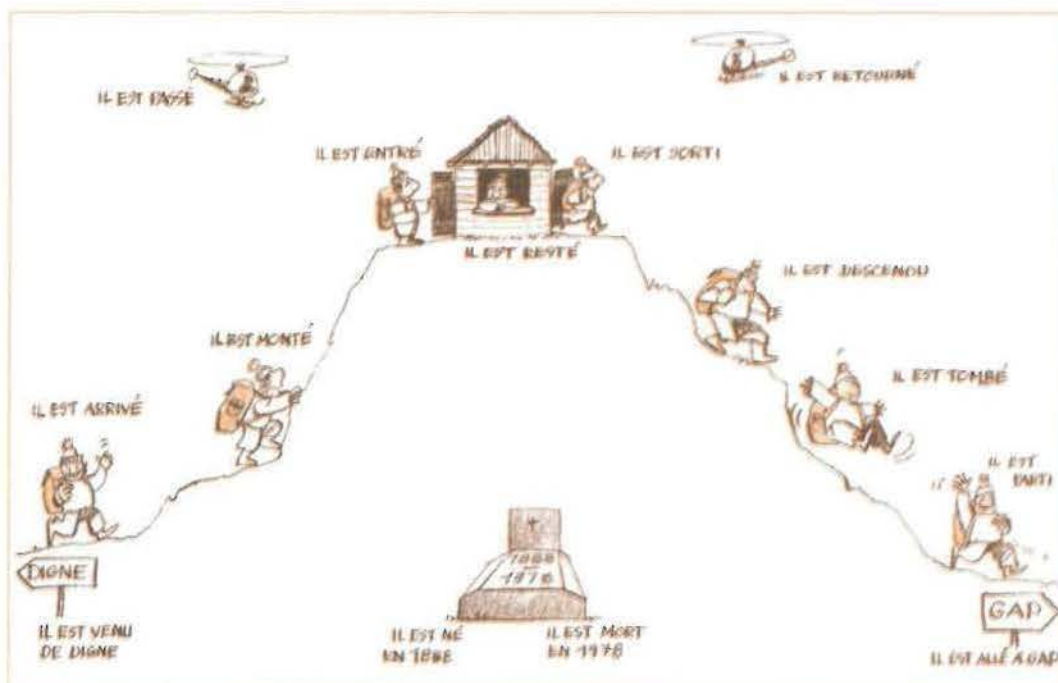 IL EST PASSÉ
IL EST RETOURNÉ
IL EST ENTRÉ
IL EST SORTI
IL EST RESTÉ
IL EST DESCENDU
IL EST MONTÉ
IL EST TOMBÉ
IL EST ARRIVÉ
IL EST
PARTI
DIGNE
1888
1978
GAP
IL EST VENU
DE DIGNE
IL EST NÉ
EN 1888
IL EST MORT
EN 1978
IL EST ALLÉ A GAP